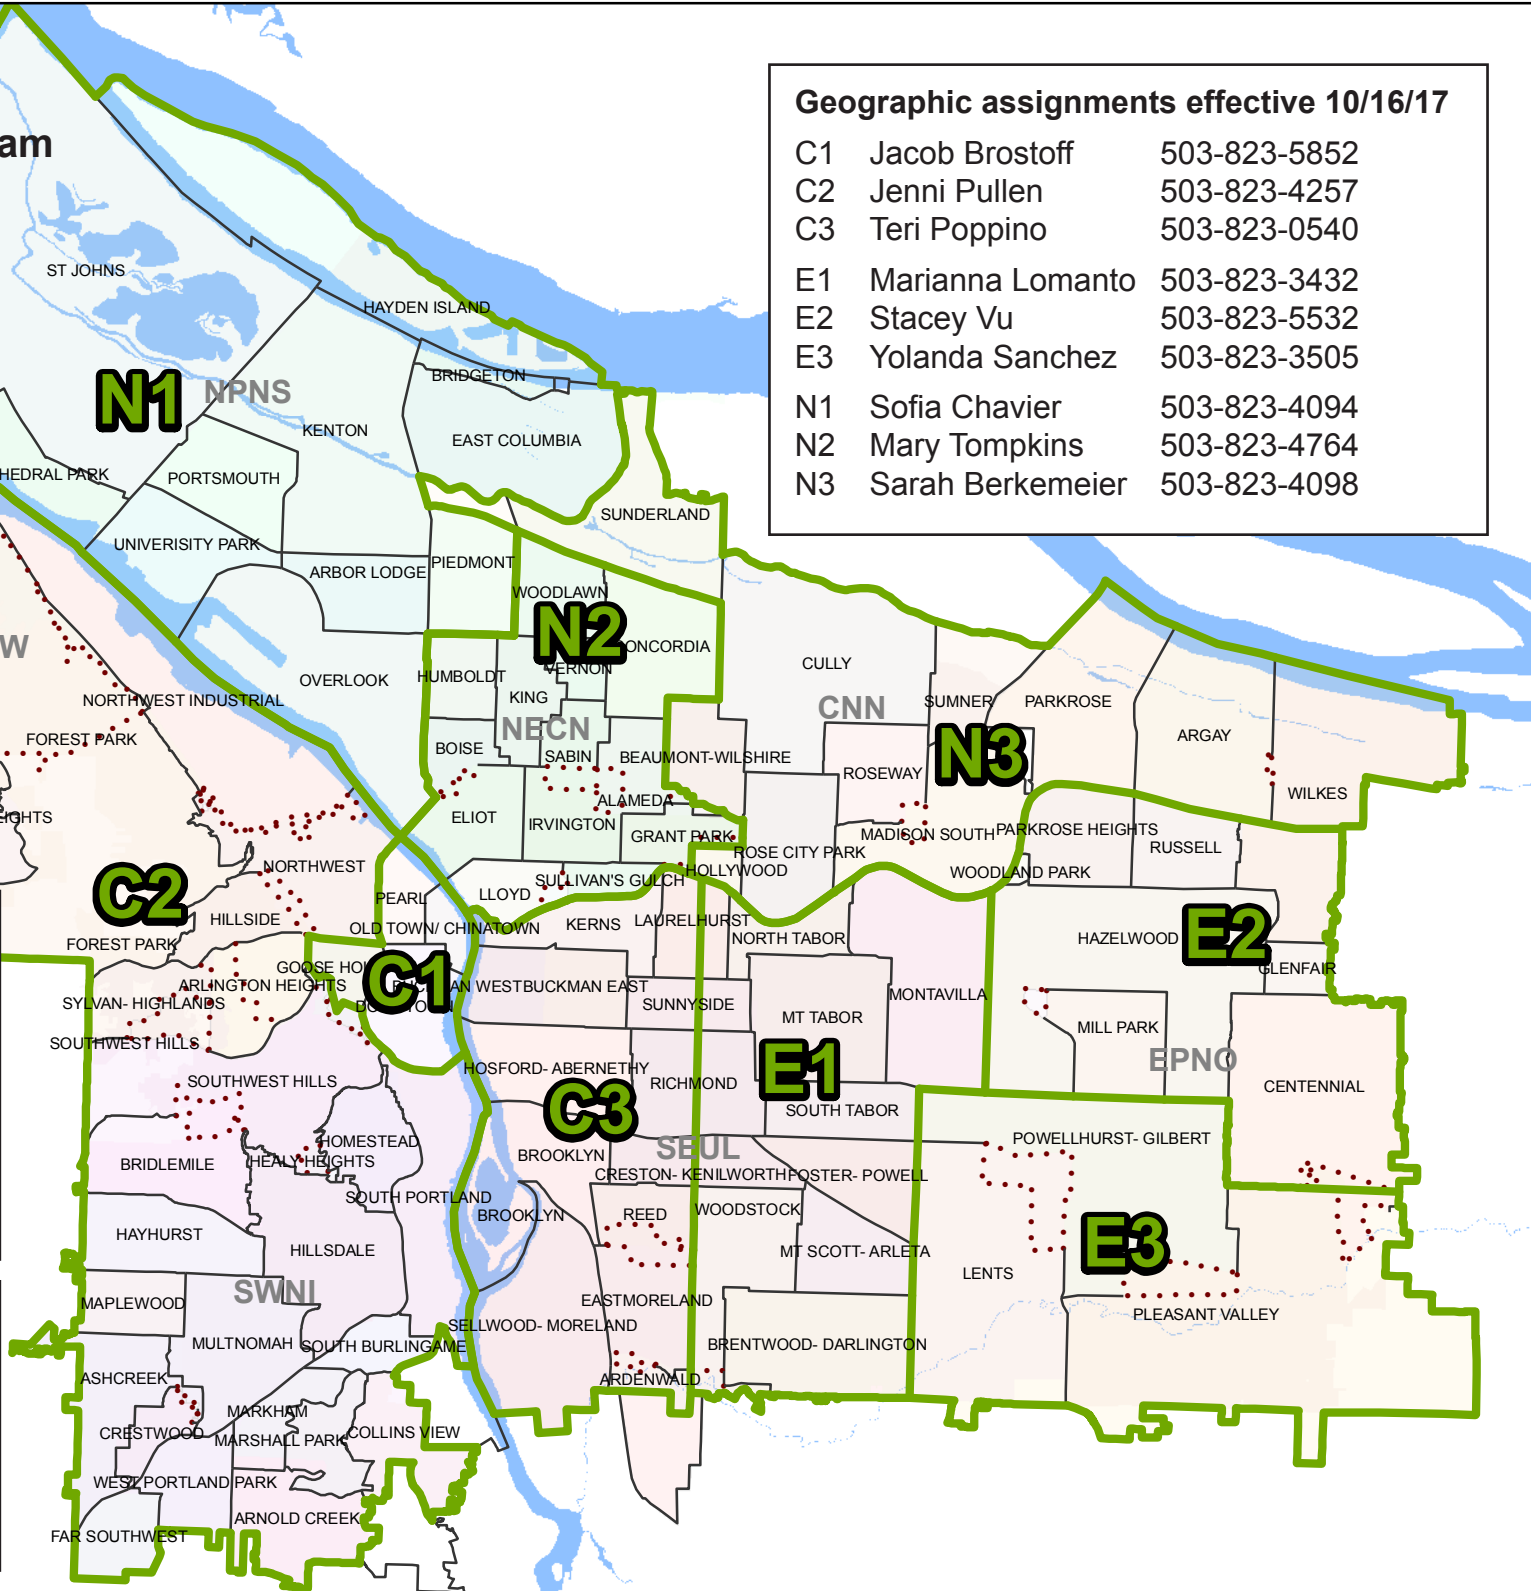 am
Geographic assignments effective 10/16/17
C1 Jacob Brostoff 503-823-5852
C2 Jenni Pullen 503-823-4257
C3 Teri Poppino 503-823-0540
E1 Marianna Lomanto 503-823-3432
E2 Stacey Vu 503-823-5532
E3 Yolanda Sanchez 503-823-3505
N1 Sofia Chavier 503-823-4094
N2 Mary Tompkins 503-823-4764
N3 Sarah Berkemeier 503-823-4098
ST JOHNS
HAYDEN ISLAND
BRIDGETON
N1
NPNS
KENTON
EAST COLUMBIA
HEDRAL PARK
PORTSMOUTH
SUNDERLAND
UNIVERISITY PARK
ARBOR LODGE
PIEDMONT
WOODLAWN
N2
ONCORDIA
W
CULLY
VERNON
HUMBOLDT
OVERLOOK
KING
NORTHWEST INDUSTRIAL
SUMNER
PARKROSE
CNN
NECN
FOREST PARK
ARGAY
BOISE
SABIN
BEAUMONT-WILSHIRE
N3
ROSEWAY
WILKES
ALAMEDA
EIGHTS
ELIOT
IRVINGTON
GRANT PARK
MADISON SOUTH
PARKROSE HEIGHTS
RUSSELL
ROSE CITY PARK
NORTHWEST
HOLLYWOOD
WOODLAND PARK
SULLIVAN'S GULCH
C2
PEARL
LLOYD
HILLSIDE
OLD TOWN/ CHINATOWN
KERNS
LAURELHURST
NORTH TABOR
HAZELWOOD
E2
FOREST PARK
GOOSE HO
C1
GLENFAIR
ARLINGTON HEIGHTS
AN WEST
BUCKMAN EAST
MONTAVILLA
SYLVAN- HIGHLANDS
SUNNYSIDE
MT TABOR
MILL PARK
SOUTHWEST HILLS
EPNO
HOSFORD- ABERNETHY
E1
SOUTHWEST HILLS
RICHMOND
CENTENNIAL
C3
SOUTH TABOR
HOMESTEAD
POWELLHURST- GILBERT
BRIDLEMILE
HEALY HEIGHTS
BROOKLYN
SEUL
CRESTON- KENILWORTH
FOSTER- POWELL
SOUTH PORTLAND
BROOKLYN
REED
WOODSTOCK
HAYHURST
HILLSDALE
MT SCOTT- ARLETA
E3
LENTS
SWNI
MAPLEWOOD
EASTMORELAND
PLEASANT VALLEY
SELLWOOD- MORELAND
MULTNOMAH
SOUTH BURLINGAME
BRENTWOOD- DARLINGTON
ASHCREEK
ARDENWALD
MARKHAM
CRESTWOOD
MARSHALL PARK
COLLINS VIEW
WEST PORTLAND PARK
ARNOLD CREEK
FAR SOUTHWEST